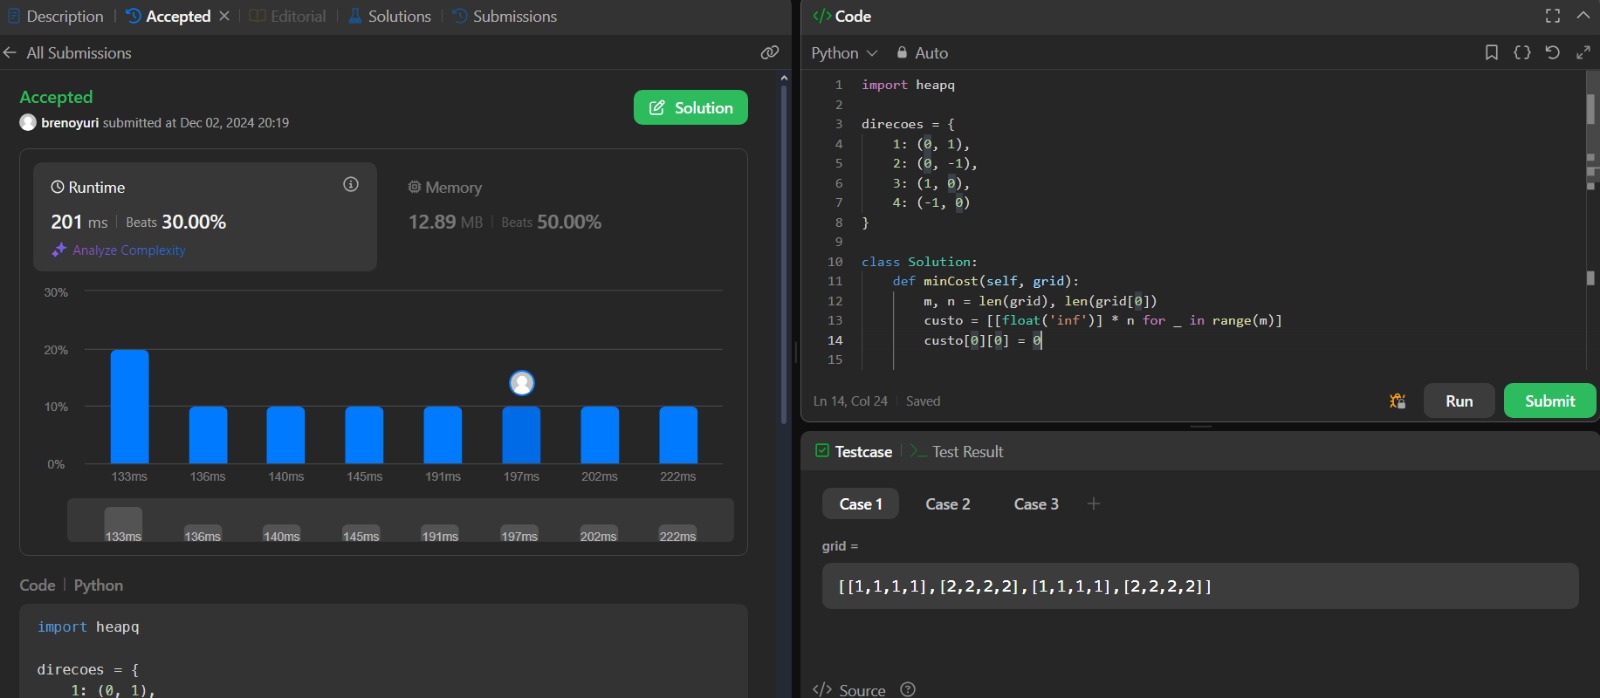 Description | Accepted × | Editorial | Solutions | Submissions
← All Submissions
Accepted
brenoyuri submitted at Dec 02, 2024 20:19
Solution
Runtime
201 ms | Beats 30.00%
Analyze Complexity
Memory
12.89 MB | Beats 50.00%
30%
20%
10%
0%
133ms 136ms 140ms 145ms 191ms 197ms 202ms 222ms
133ms 136ms 140ms 145ms 191ms 197ms 202ms 222ms
Code | Python
import heapq
direcoes = {
    1: (0, 1),
</> Code
Python Auto
1 import heapq
2
3 direcoes = {
4     1: (0, 1),
5     2: (0, -1),
6     3: (1, 0),
7     4: (-1, 0)
8 }
9
10 class Solution:
11     def minCost(self, grid):
12         m, n = len(grid), len(grid[0])
13         custo = [[float('inf')] * n for _ in range(m)]
14         custo[0][0] = 0
15
Ln 14, Col 24 | Saved
Run
Submit
Testcase | >_ Test Result
Case 1 Case 2 Case 3 +
grid =
[[1,1,1,1],[2,2,2,2],[1,1,1,1],[2,2,2,2]]
</> Source ?